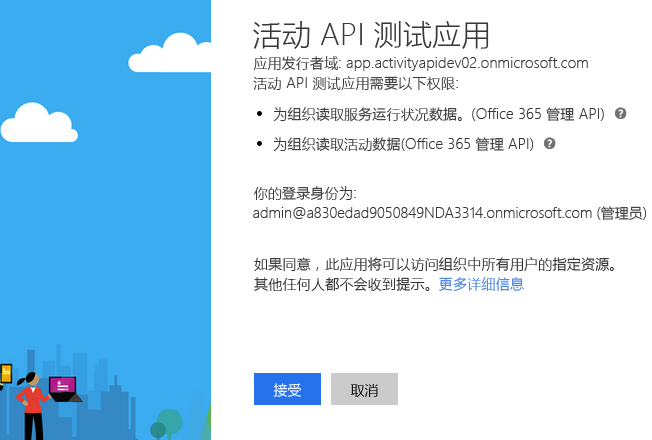 活动 API 测试应用
应用发行者域: app.activityapidev02.onmicrosoft.com
活动 API 测试应用需要以下权限:
• 为组织读取服务运行状况数据。(Office 365 管理 API) ?
• 为组织读取活动数据(Office 365 管理 API) ?
你的登录身份为:
admin@a830edad9050849NDA3314.onmicrosoft.com (管理员)
如果同意，此应用将可以访问组织中所有用户的指定资源。
其他任何人都不会收到提示。更多详细信息
接受 取消